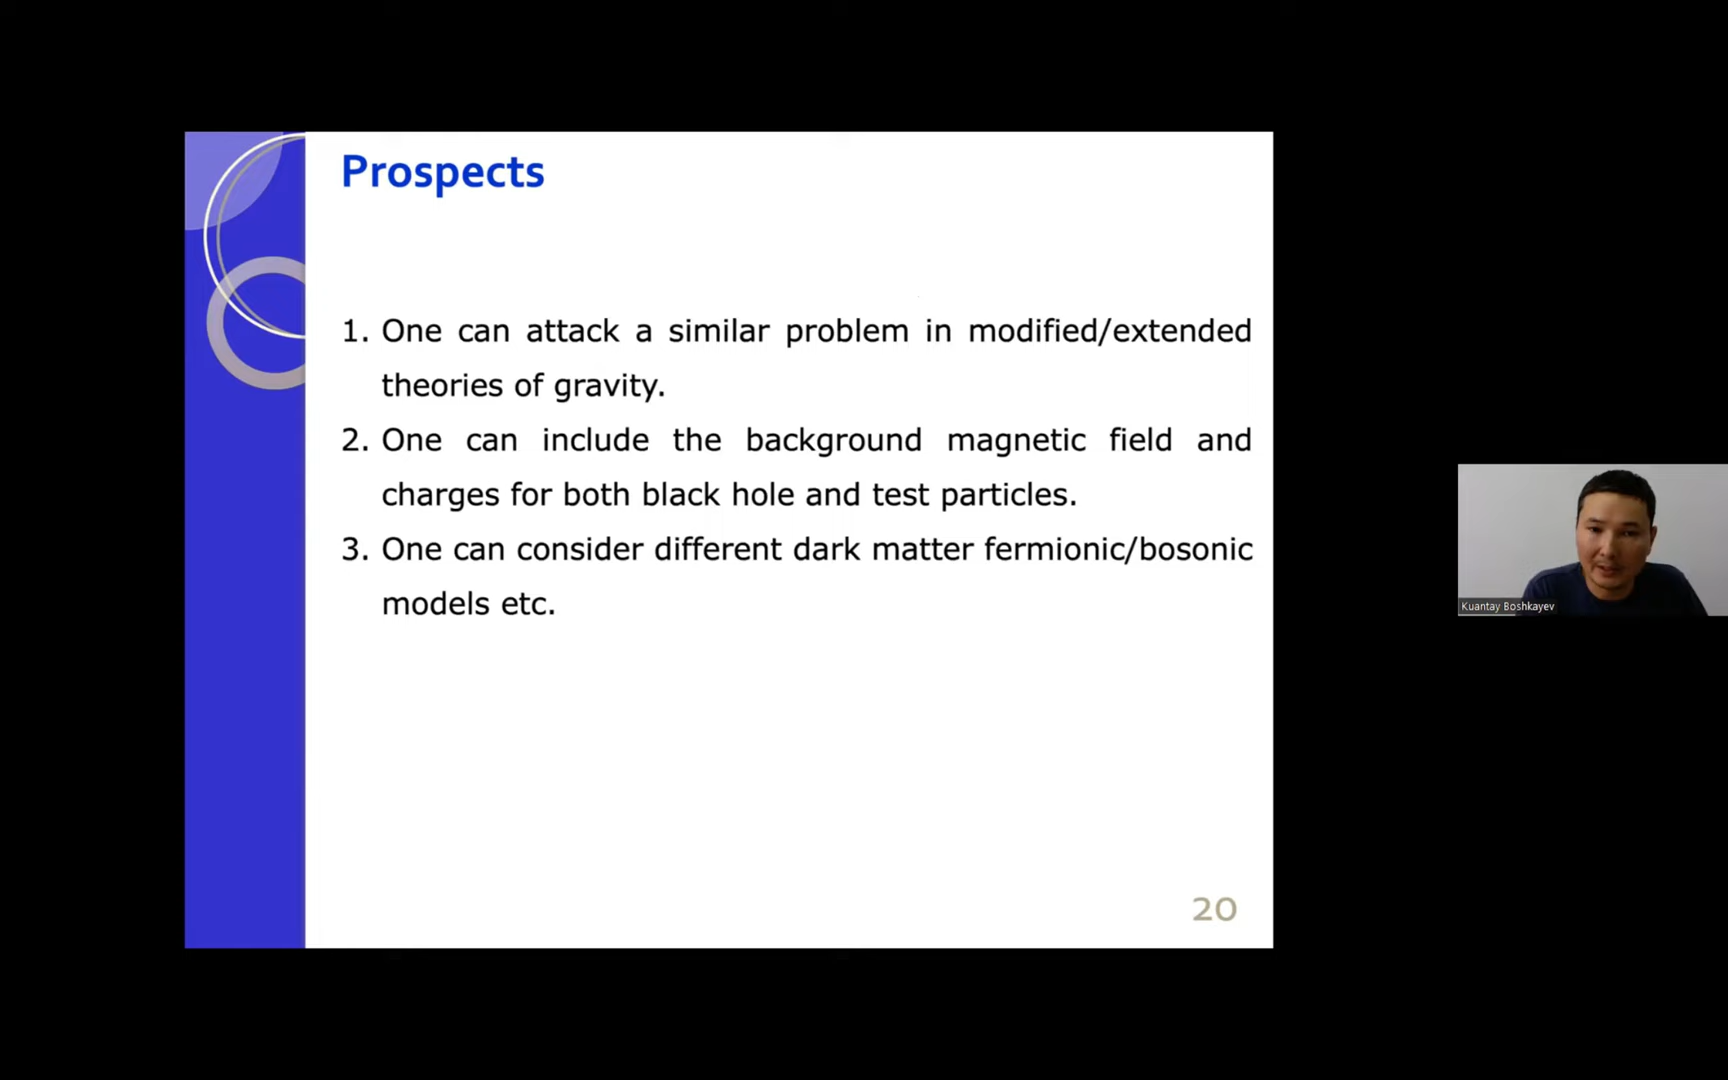 Prospects
1. One can attack a similar problem in modified/extended
theories of gravity.
2. One can include the background magnetic field and
charges for both black hole and test particles.
3. One can consider different dark matter fermionic/bosonic
models etc.
Kuantay Boshkayev
20